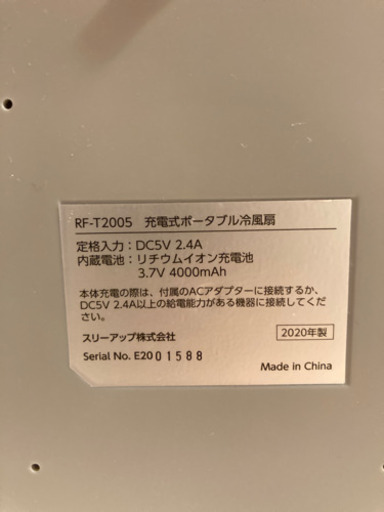 RF-T2005 充電式ポータブル冷風扇
定格入力：DC5V 2.4A
内蔵電池：リチウムイオン充電池
3.7V 4000mAh
本体充電の際は、付属のACアダプターに接続するか、
DC5V 2.4A以上の給電能力がある機器に接続してくだ
さい。
スリーアップ株式会社
2020年製
Serial No. E2001588
Made in China